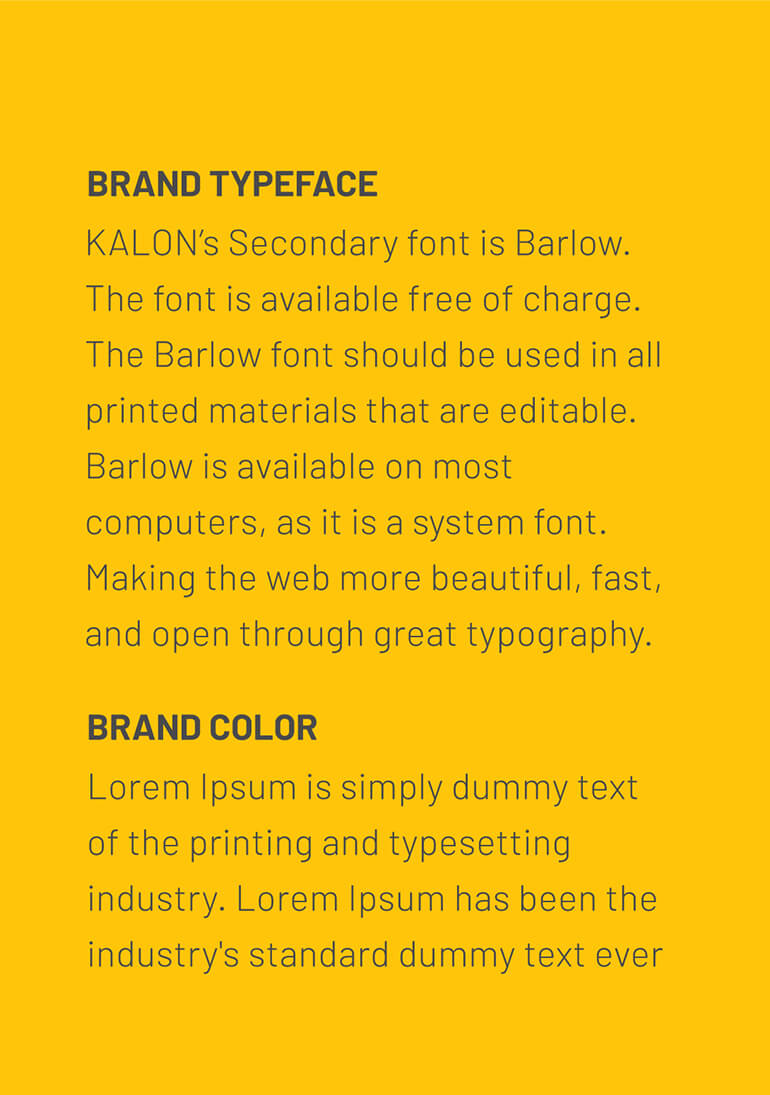 BRAND TYPEFACE
KALON’s Secondary font is Barlow.
The font is available free of charge.
The Barlow font should be used in all
printed materials that are editable.
Barlow is available on most
computers, as it is a system font.
Making the web more beautiful, fast,
and open through great typography.
BRAND COLOR
Lorem Ipsum is simply dummy text
of the printing and typesetting
industry. Lorem Ipsum has been the
industry's standard dummy text ever